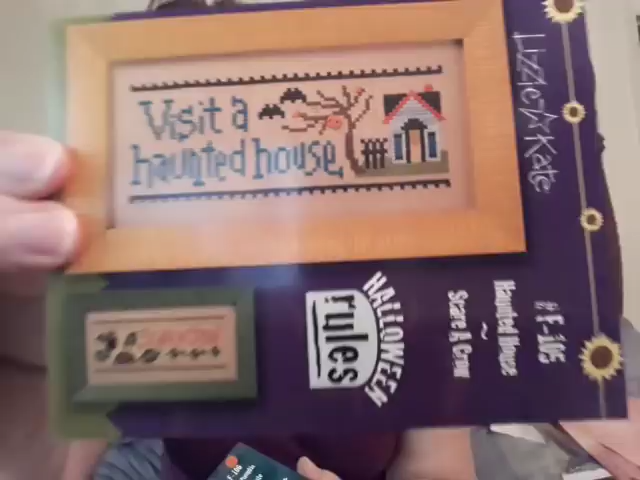 Visit a
haunted house
Lizzie Kate
HALLOWEEN
rules
#F-105
Haunted House
~
Scare A Crow